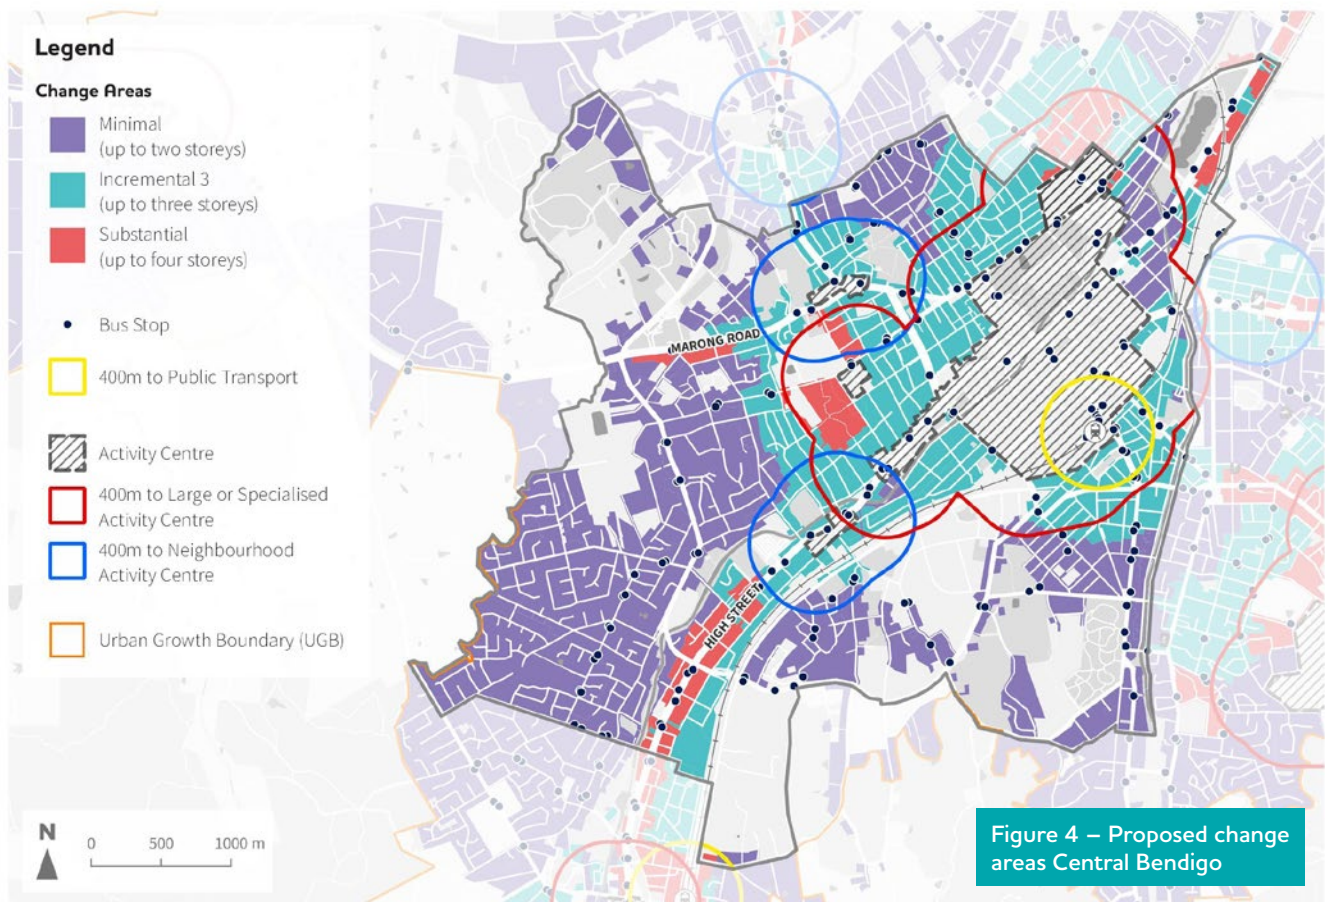 Legend
Change Areas
Minimal
(up to two storeys)
Incremental 3
(up to three storeys)
Substantial
(up to four storeys)
Bus Stop
400m to Public Transport
Activity Centre
400m to Large or Specialised
Activity Centre
400m to Neighbourhood
Activity Centre
Urban Growth Boundary (UGB)
MARONG ROAD
HIGH STREET
N
0 500 1000 m
Figure 4 – Proposed change
areas Central Bendigo